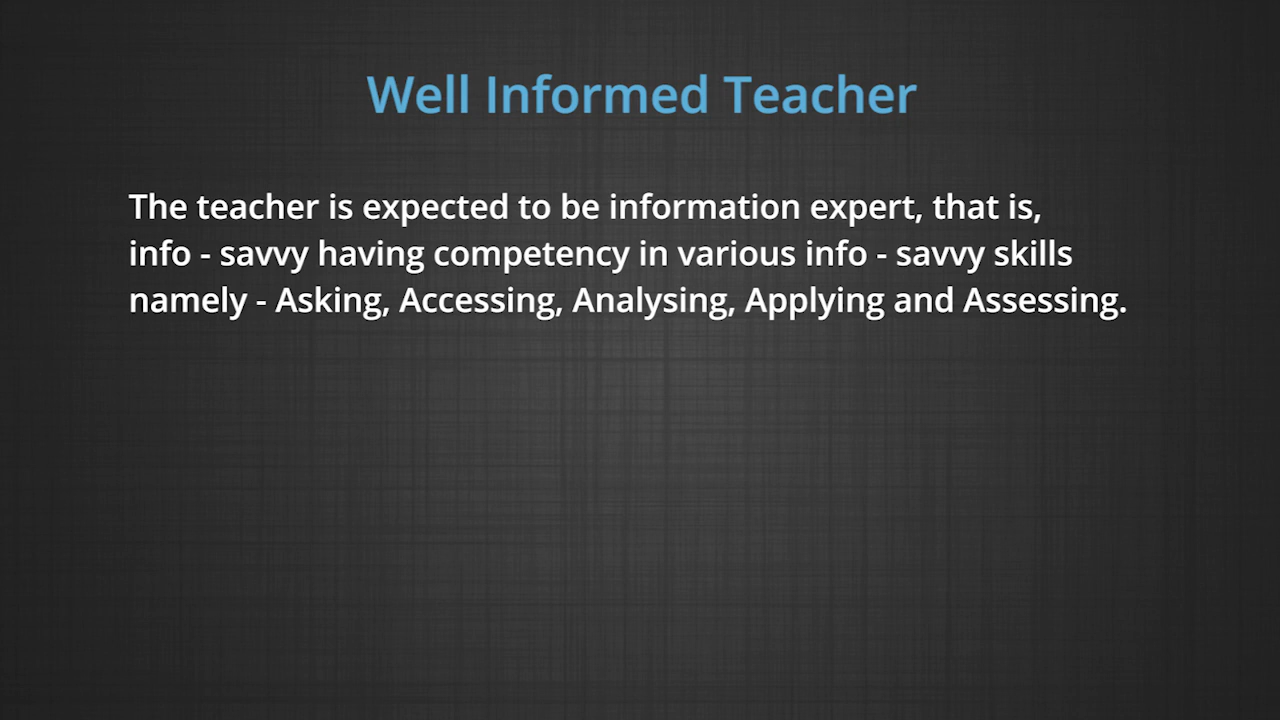 Well Informed Teacher
The teacher is expected to be information expert, that is,
info - savvy having competency in various info - savvy skills
namely - Asking, Accessing, Analysing, Applying and Assessing.